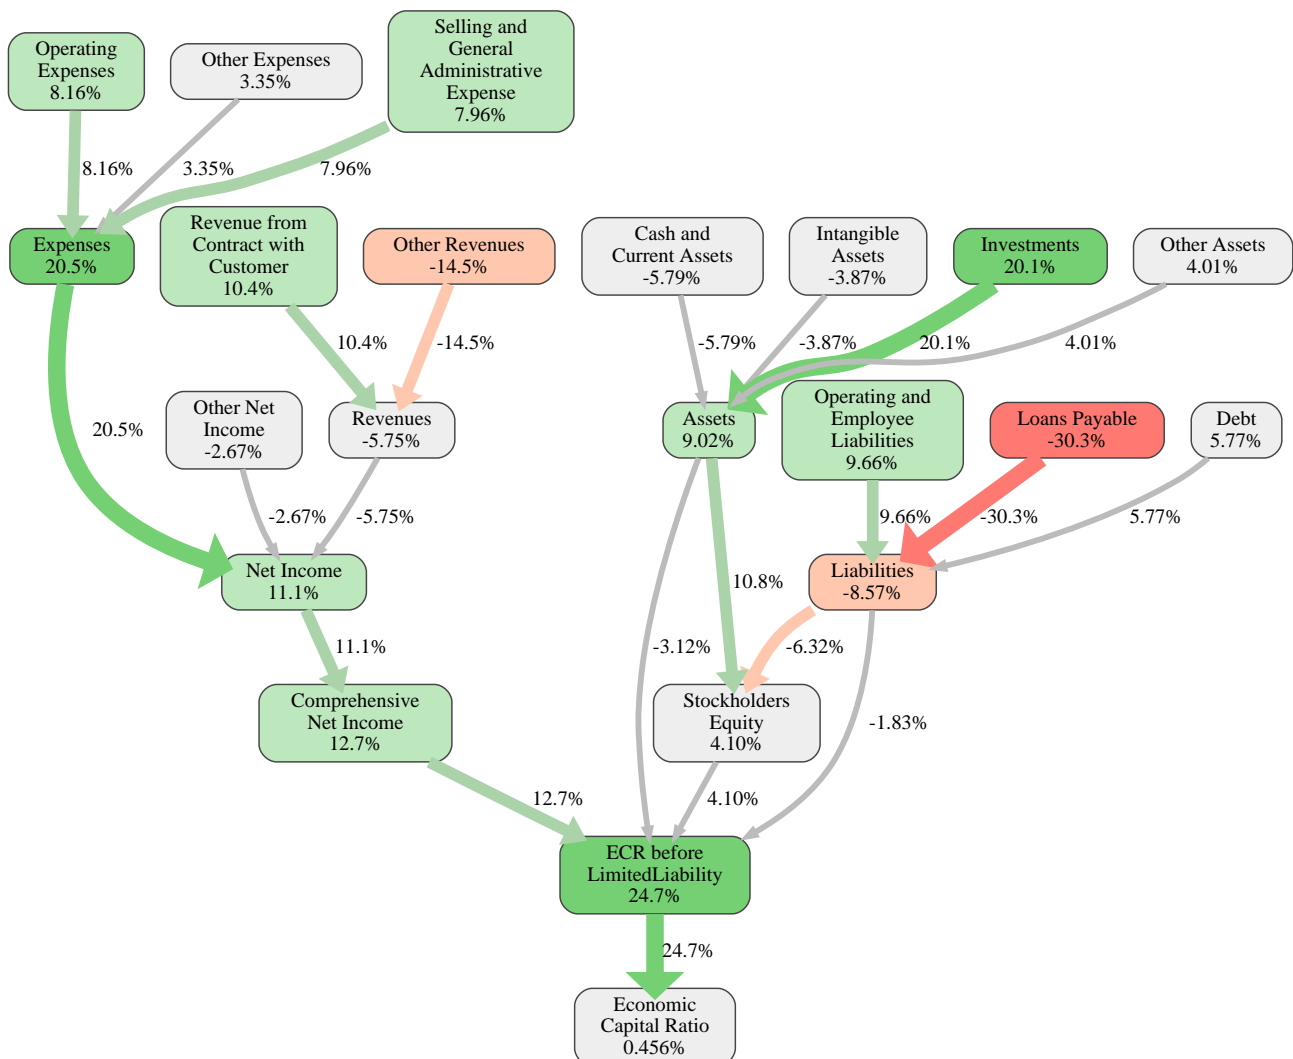 Operating
Expenses
8.16%
Other Expenses
3.35%
Selling and
General
Administrative
Expense
7.96%
8.16%
3.35%
7.96%
Expenses
20.5%
Revenue from
Contract with
Customer
10.4%
Other Revenues
-14.5%
Cash and
Current Assets
-5.79%
Intangible
Assets
-3.87%
Investments
20.1%
Other Assets
4.01%
10.4%
-14.5%
-5.79%
-3.87%
20.1%
4.01%
Other Net
Income
-2.67%
Revenues
-5.75%
Assets
9.02%
Operating and
Employee
Liabilities
9.66%
Loans Payable
-30.3%
Debt
5.77%
20.5%
-2.67%
-5.75%
9.66%
-30.3%
5.77%
Net Income
11.1%
10.8%
Liabilities
-8.57%
11.1%
-3.12%
-6.32%
Comprehensive
Net Income
12.7%
Stockholders
Equity
4.10%
-1.83%
12.7%
4.10%
ECR before
LimitedLiability
24.7%
24.7%
Economic
Capital Ratio
0.456%